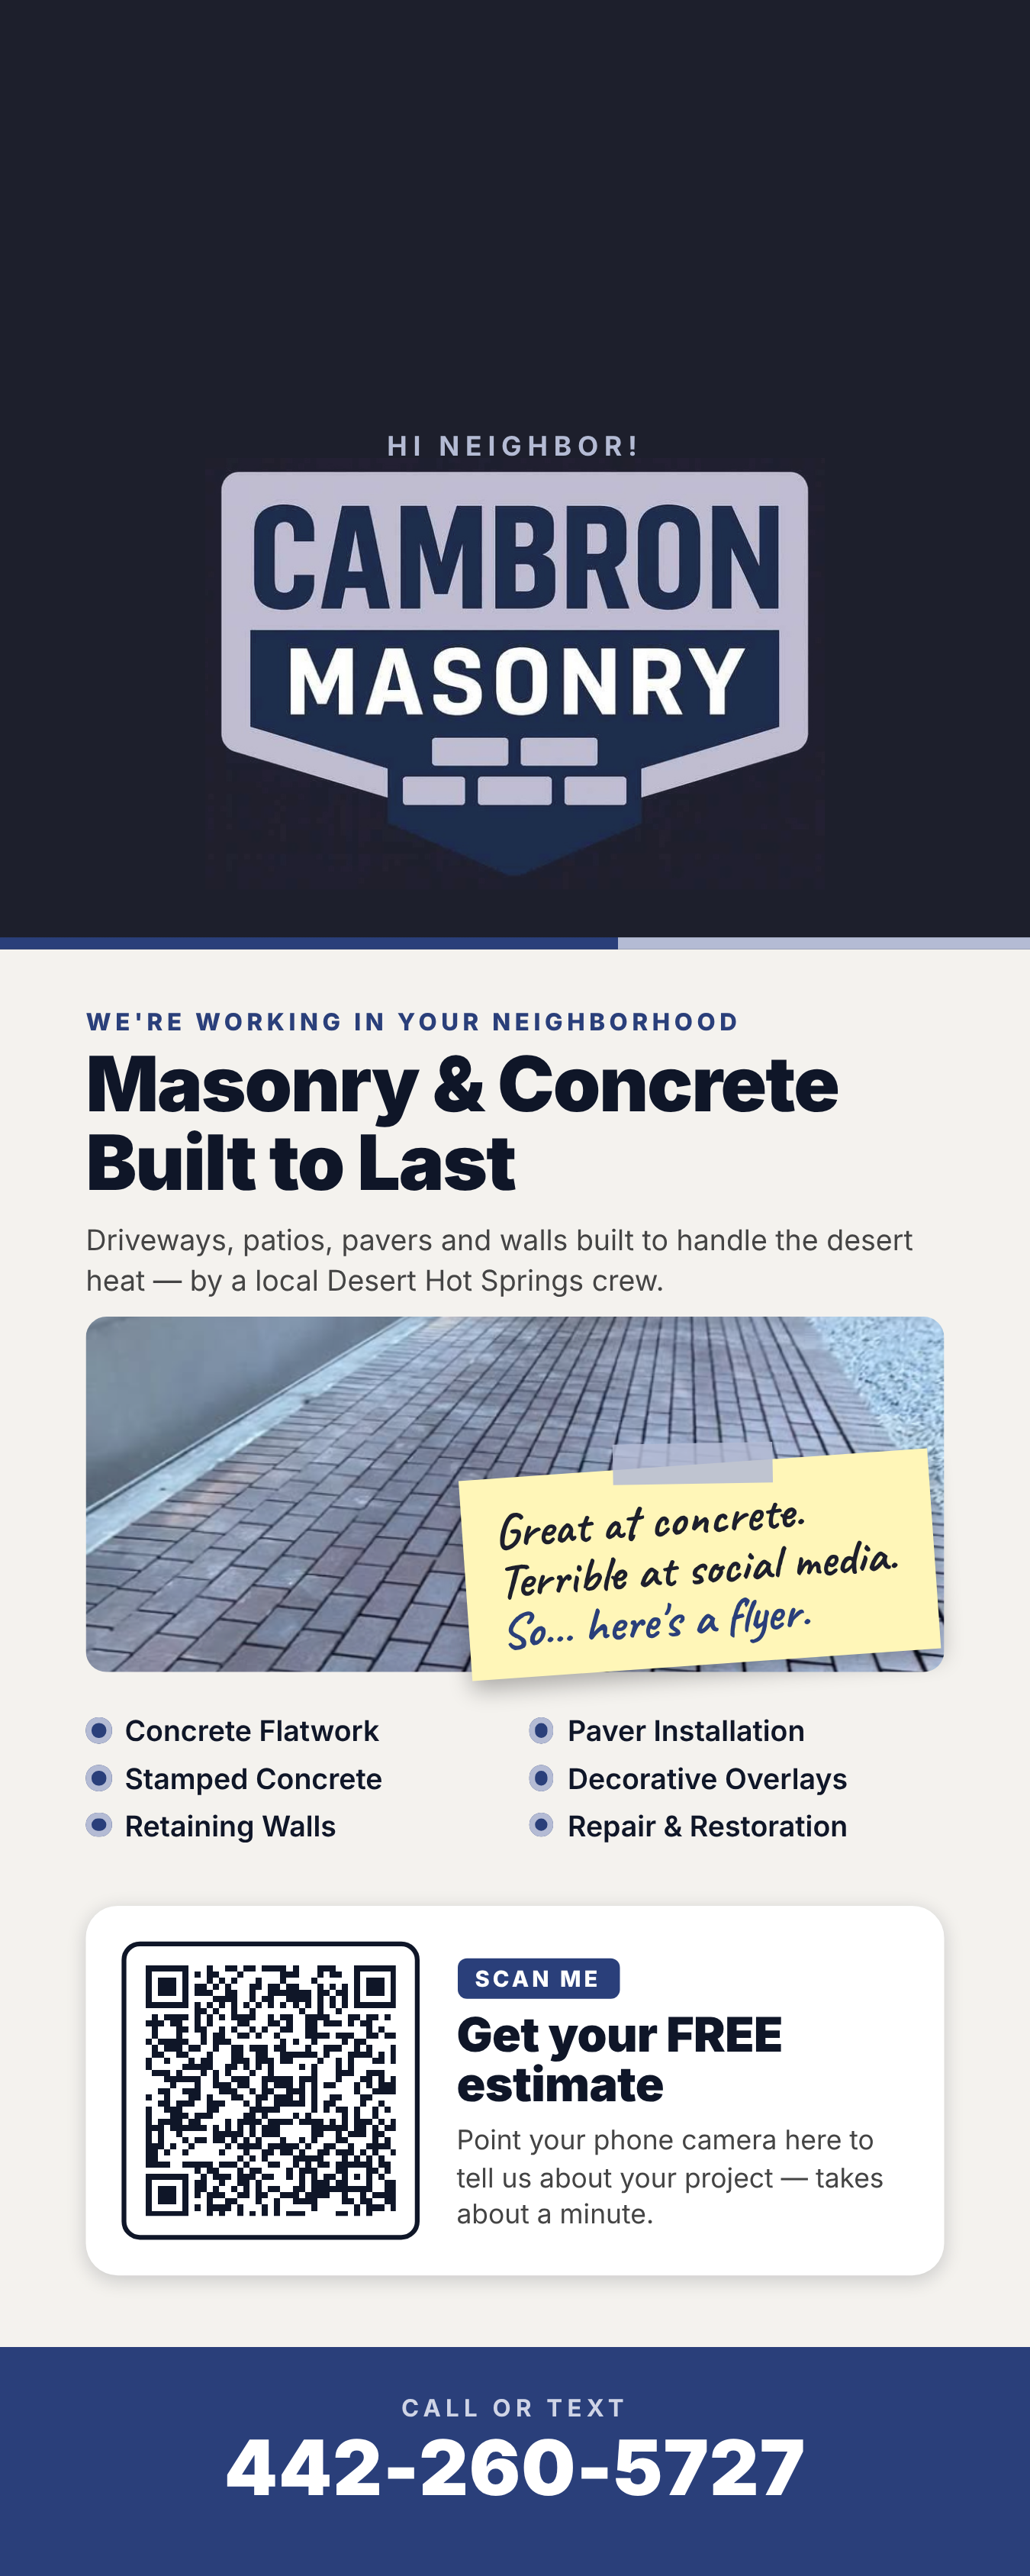 HI NEIGHBOR!
CAMBRON
MASONRY
WE'RE WORKING IN YOUR NEIGHBORHOOD
Masonry & Concrete
Built to Last
Driveways, patios, pavers and walls built to handle the desert
heat — by a local Desert Hot Springs crew.
Great at concrete.
Terrible at social media.
So... here's a flyer.
Concrete Flatwork
Paver Installation
Stamped Concrete
Decorative Overlays
Retaining Walls
Repair & Restoration
SCAN ME
Get your FREE
estimate
Point your phone camera here to
tell us about your project — takes
about a minute.
CALL OR TEXT
442-260-5727